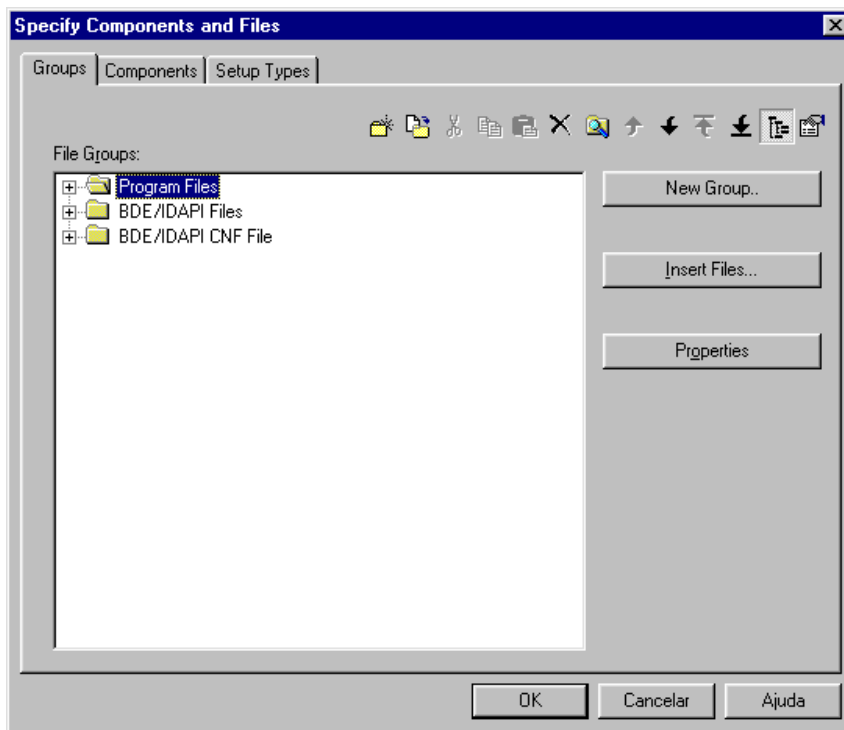 Specify Components and Files
Groups Components Setup Types
File Groups:
Program Files
BDE/IDAPI Files
BDE/IDAPI CNF File
New Group..
Insert Files...
Properties
OK Cancelar Ajuda